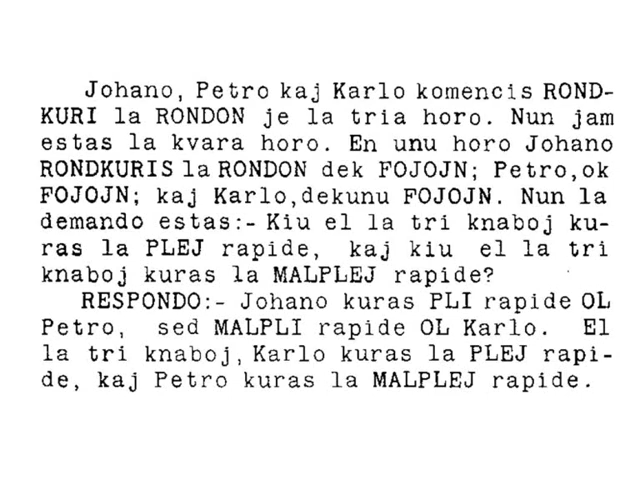 Johano, Petro kaj Karlo komencis ROND-
KURI la RONDON je la tria horo. Nun jam
estas la kvara horo. En unu horo Johano
RONDKURIS la RONDON dek FOJOJN; Petro,ok
FOJOJN; kaj Karlo,dekunu FOJOJN. Nun la
demando estas:- Kiu el la tri knaboj ku-
ras la PLEJ rapide, kaj kiu el la tri
knaboj kuras la MALPLEJ rapide?
RESPONDO:- Johano kuras PLI rapide OL
Petro, sed MALPLI rapide OL Karlo. El
la tri knaboj, Karlo kuras la PLEJ rapi-
de, kaj Petro kuras la MALPLEJ rapide.